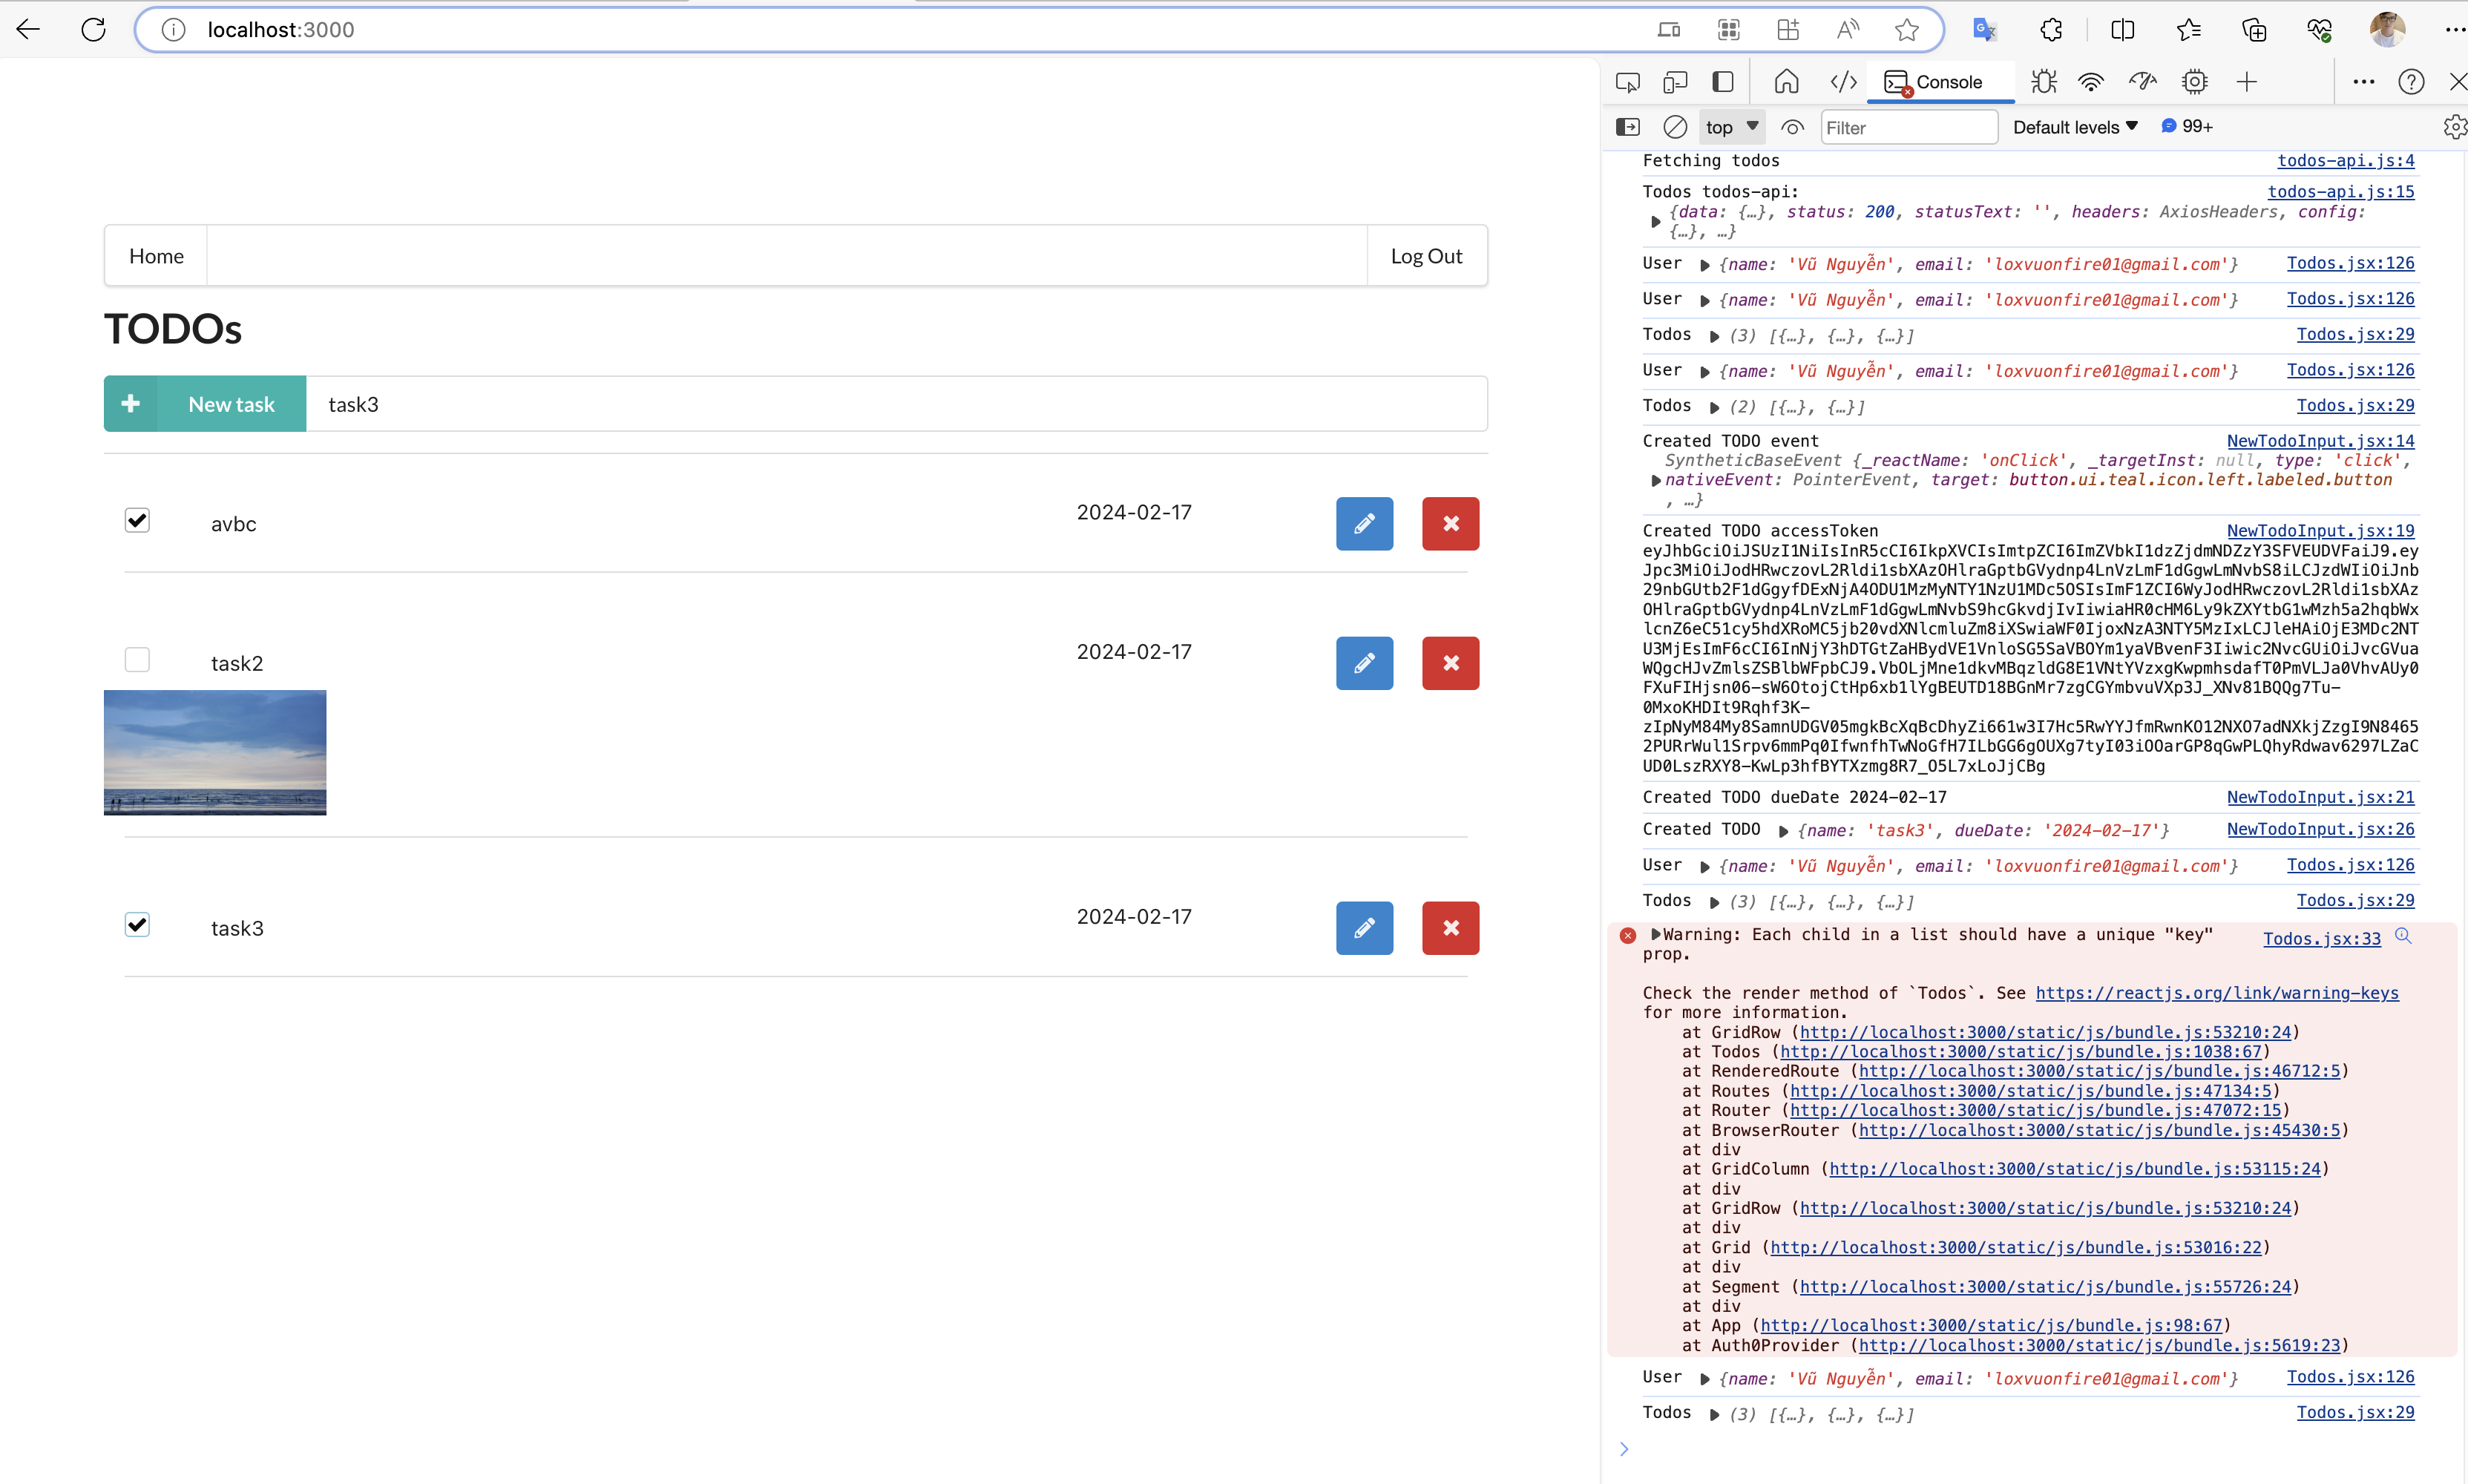 localhost:3000
Home
Log Out
TODOs
New task
task3
avbc
2024-02-17
task2
2024-02-17
task3
2024-02-17
Console
top
Filter
Default levels
99+
Fetching todos todos-api.js:4
Todos todos-api: todos-api.js:15
{data: {…}, status: 200, statusText: '', headers: AxiosHeaders, config:
{…}, …}
User {name: 'Vũ Nguyễn', email: 'loxvuonfire01@gmail.com'} Todos.jsx:126
User {name: 'Vũ Nguyễn', email: 'loxvuonfire01@gmail.com'} Todos.jsx:126
Todos (3) [{…}, {…}, {…}] Todos.jsx:29
User {name: 'Vũ Nguyễn', email: 'loxvuonfire01@gmail.com'} Todos.jsx:126
Todos (2) [{…}, {…}] Todos.jsx:29
Created TODO event NewTodoInput.jsx:14
SyntheticBaseEvent {_reactName: 'onClick', _targetInst: null, type: 'click',
nativeEvent: PointerEvent, target: button.ui.teal.icon.left.labeled.button
, …}
Created TODO accessToken NewTodoInput.jsx:19
Created TODO dueDate 2024-02-17 NewTodoInput.jsx:21
Created TODO {name: 'task3', dueDate: '2024-02-17'} NewTodoInput.jsx:26
User {name: 'Vũ Nguyễn', email: 'loxvuonfire01@gmail.com'} Todos.jsx:126
Todos (3) [{…}, {…}, {…}] Todos.jsx:29
Warning: Each child in a list should have a unique "key" Todos.jsx:33
prop.
Check the render method of `Todos`. See https://reactjs.org/link/warning-keys
for more information.
at GridRow (http://localhost:3000/static/js/bundle.js:53210:24)
at Todos (http://localhost:3000/static/js/bundle.js:1038:67)
at RenderedRoute (http://localhost:3000/static/js/bundle.js:46712:5)
at Routes (http://localhost:3000/static/js/bundle.js:47134:5)
at Router (http://localhost:3000/static/js/bundle.js:47072:15)
at BrowserRouter (http://localhost:3000/static/js/bundle.js:45430:5)
at div
at GridColumn (http://localhost:3000/static/js/bundle.js:53115:24)
at div
at GridRow (http://localhost:3000/static/js/bundle.js:53210:24)
at div
at Grid (http://localhost:3000/static/js/bundle.js:53016:22)
at div
at Segment (http://localhost:3000/static/js/bundle.js:55726:24)
at div
at App (http://localhost:3000/static/js/bundle.js:98:67)
at Auth0Provider (http://localhost:3000/static/js/bundle.js:5619:23)
User {name: 'Vũ Nguyễn', email: 'loxvuonfire01@gmail.com'} Todos.jsx:126
Todos (3) [{…}, {…}, {…}] Todos.jsx:29